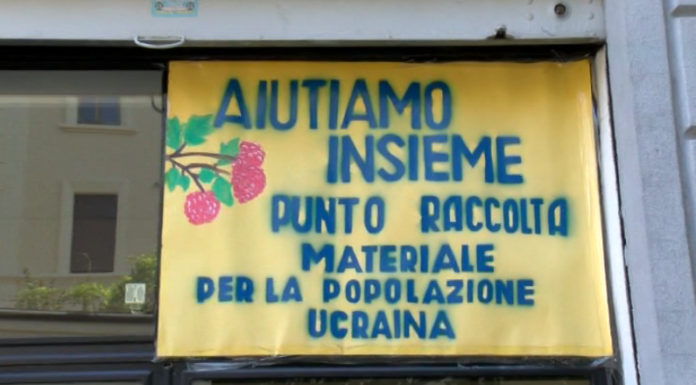 AIUTIAMO
INSIEME
PUNTO RACCOLTA
MATERIALE
PER LA POPOLAZIONE
UCRAINA